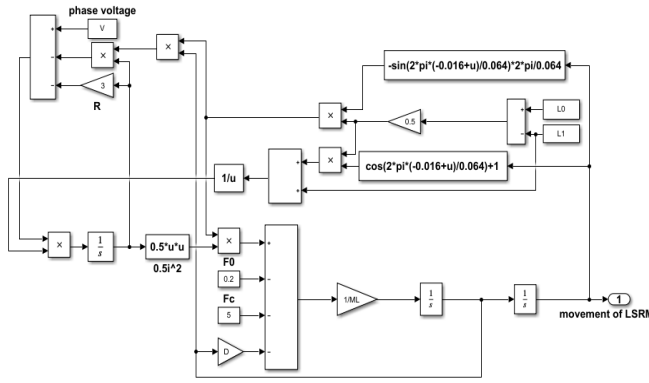 phase voltage
V
×
×
3
R
-sin(2*pi*(-0.016+u)/0.064)*2*pi/0.064
×
0.5
L0
L1
×
cos(2*pi*(-0.016+u)/0.064)+1
1/u
×
1
s
0.5*u*u
0.5i^2
×
F0
0.2
Fc
5
D
1/ML
1
s
1
s
1
movement of LSRM